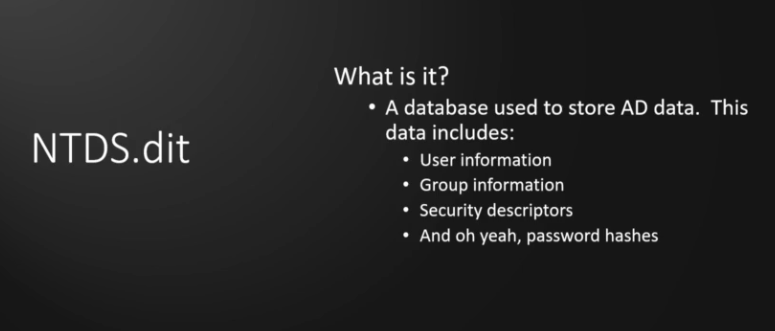 NTDS.dit
What is it?
• A database used to store AD data. This
data includes:
• User information
• Group information
• Security descriptors
• And oh yeah, password hashes